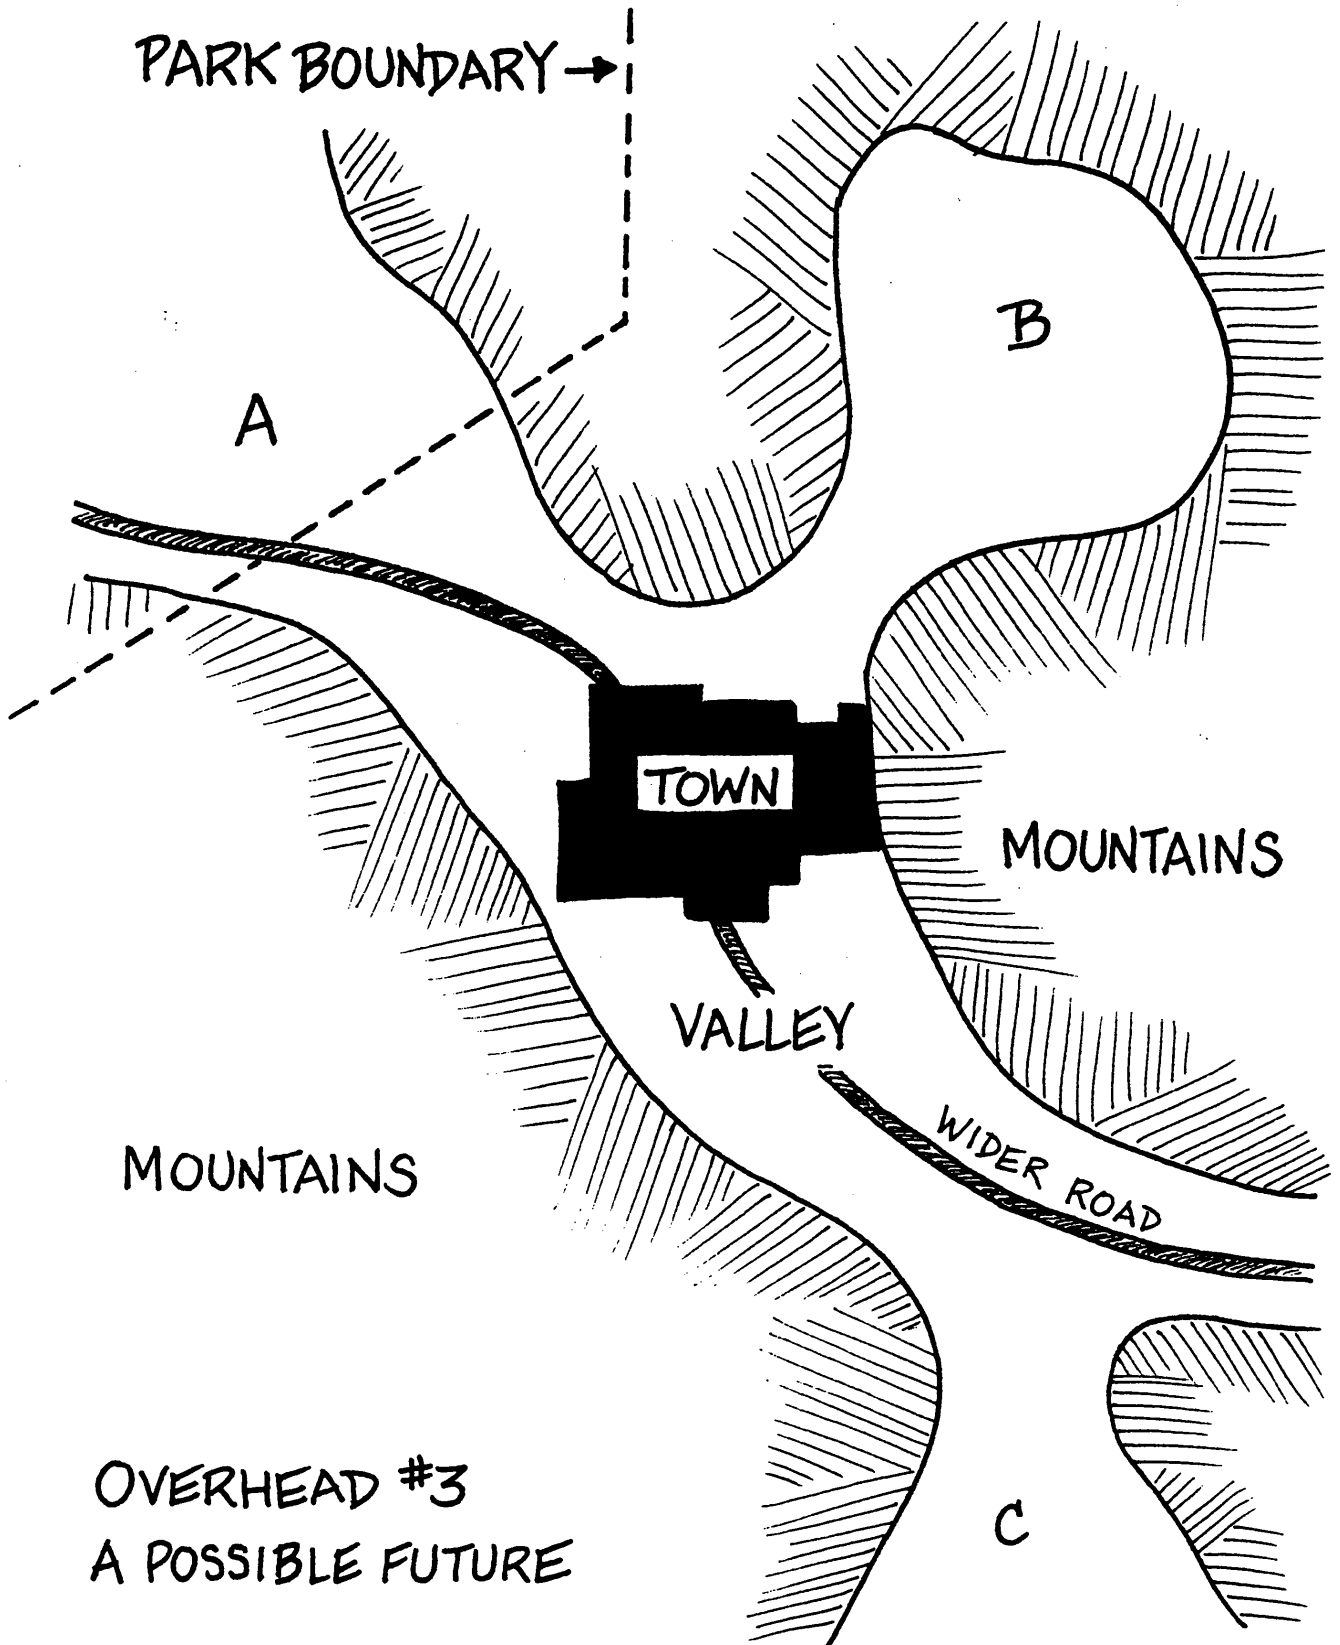 PARK BOUNDARY →
B
A
TOWN
MOUNTAINS
VALLEY
WIDER ROAD
MOUNTAINS
OVERHEAD #3
A POSSIBLE FUTURE
C